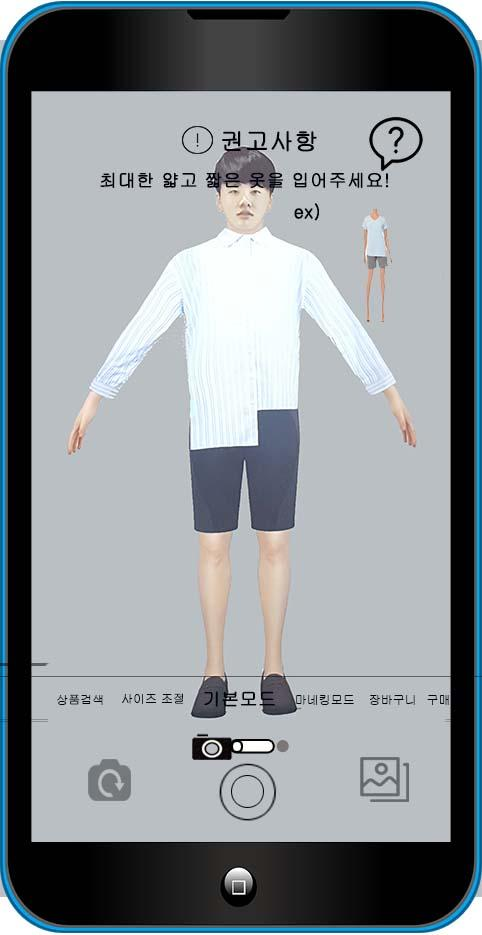 ! 권고사항
?
최대한 얇고 짧은 옷을 입어주세요!
ex)
상품검색 사이즈 조절 기본모드 마네킹모드 장바구니 구매